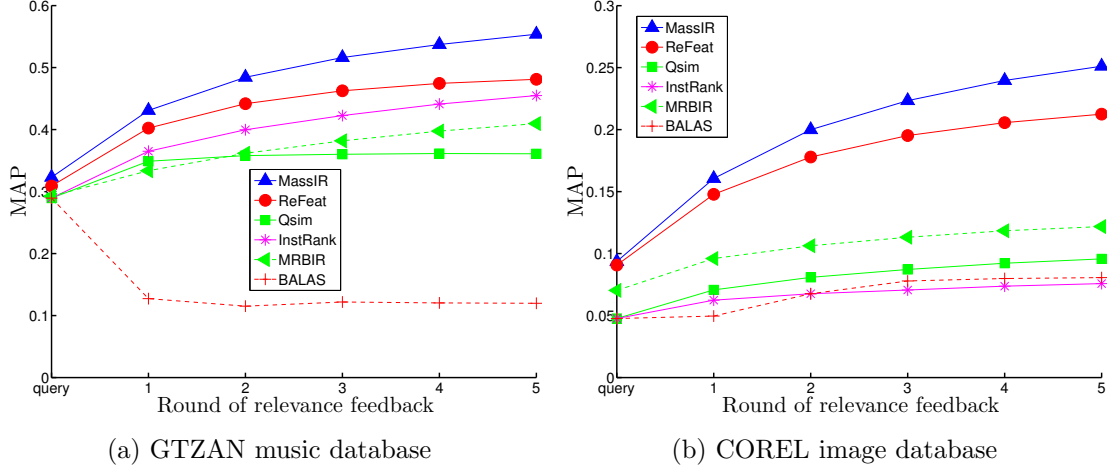 0.6
0.5
0.4
0.3
0.2
0.1
0
MAP
query 1 2 3 4 5
Round of relevance feedback
MassIR
ReFeat
Qsim
InstRank
MRBIR
BALAS
(a) GTZAN music database
0.3
0.25
0.2
0.15
0.1
0.05
0
MAP
query 1 2 3 4 5
Round of relevance feedback
MassIR
ReFeat
Qsim
InstRank
MRBIR
BALAS
(b) COREL image database